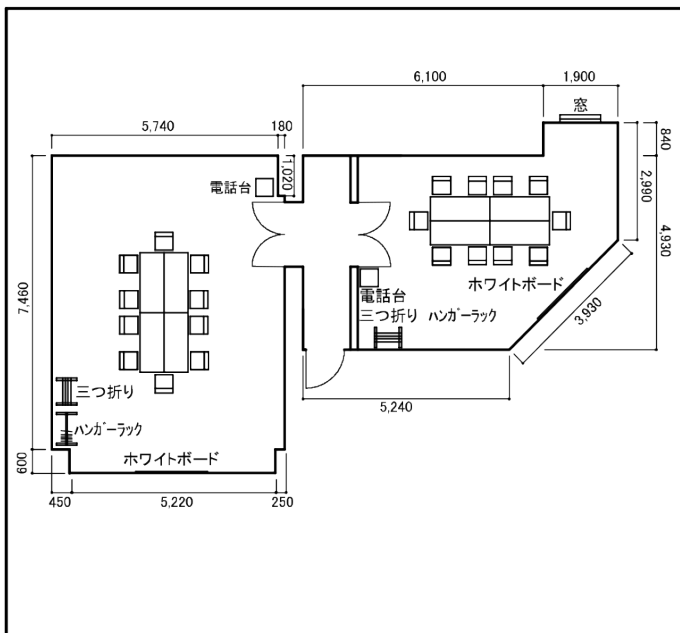 6,100
1,900
窓
5,740
180
840
1,020
2,990
電話台
7,460
4,930
ホワイトボード
電話台
三つ折り ハンガーラック
3,930
三つ折り
5,240
ハンガーラック
ホワイトボード
600
450
5,220
250